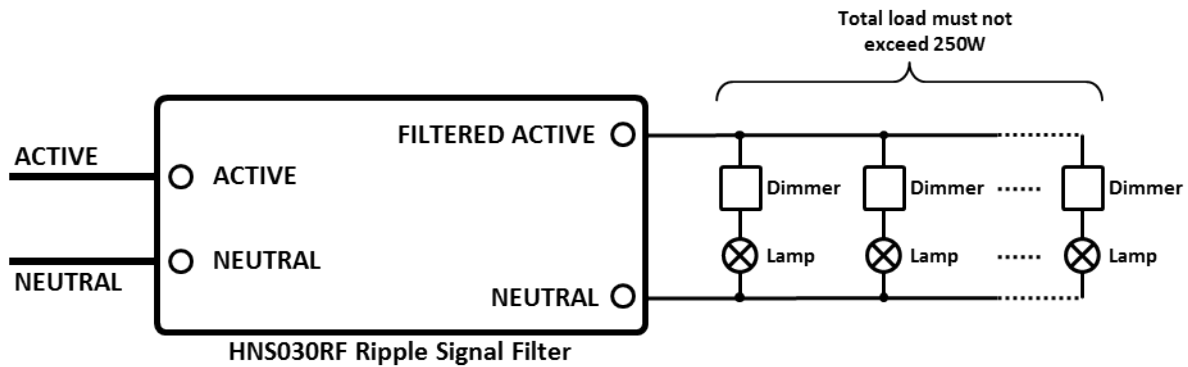 Total load must not
exceed 250W
FILTERED ACTIVE
ACTIVE
ACTIVE
Dimmer Dimmer Dimmer
NEUTRAL
Lamp Lamp Lamp
NEUTRAL
NEUTRAL
HNS030RF Ripple Signal Filter